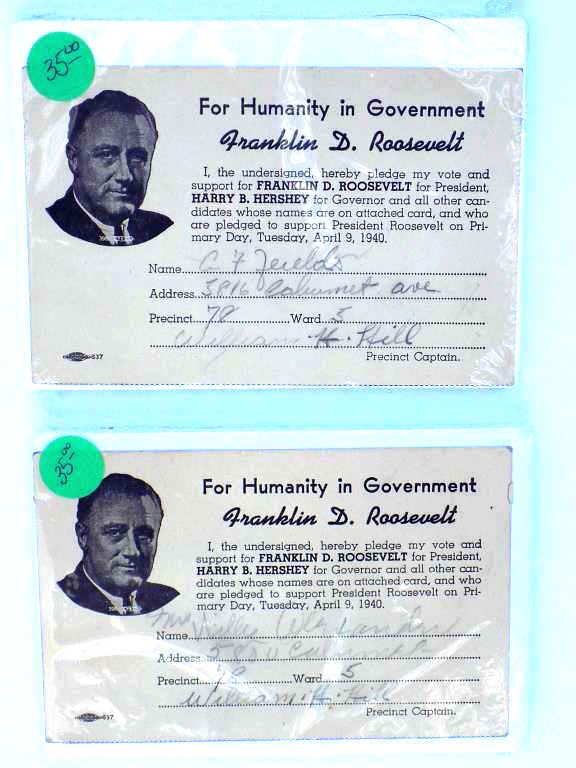 35.00
For Humanity in Government
Franklin D. Roosevelt
I, the undersigned, hereby pledge my vote and
support for FRANKLIN D. ROOSEVELT for President,
HARRY B. HERSHEY for Governor and all other can-
didates whose names are on attached card, and who
are pledged to support President Roosevelt on Pri-
mary Day, Tuesday, April 9, 1940.
Name C F Fields
Address 5816 Calumet ave
Precinct 78 Ward 5
William H. Hill
Precinct Captain.
637
35.00
For Humanity in Government
Franklin D. Roosevelt
I, the undersigned, hereby pledge my vote and
support for FRANKLIN D. ROOSEVELT for President,
HARRY B. HERSHEY for Governor and all other can-
didates whose names are on attached card, and who
are pledged to support President Roosevelt on Pri-
mary Day, Tuesday, April 9, 1940.
Name
Address Calumet
Precinct 78 Ward 5
William H. Hill
Precinct Captain.
637